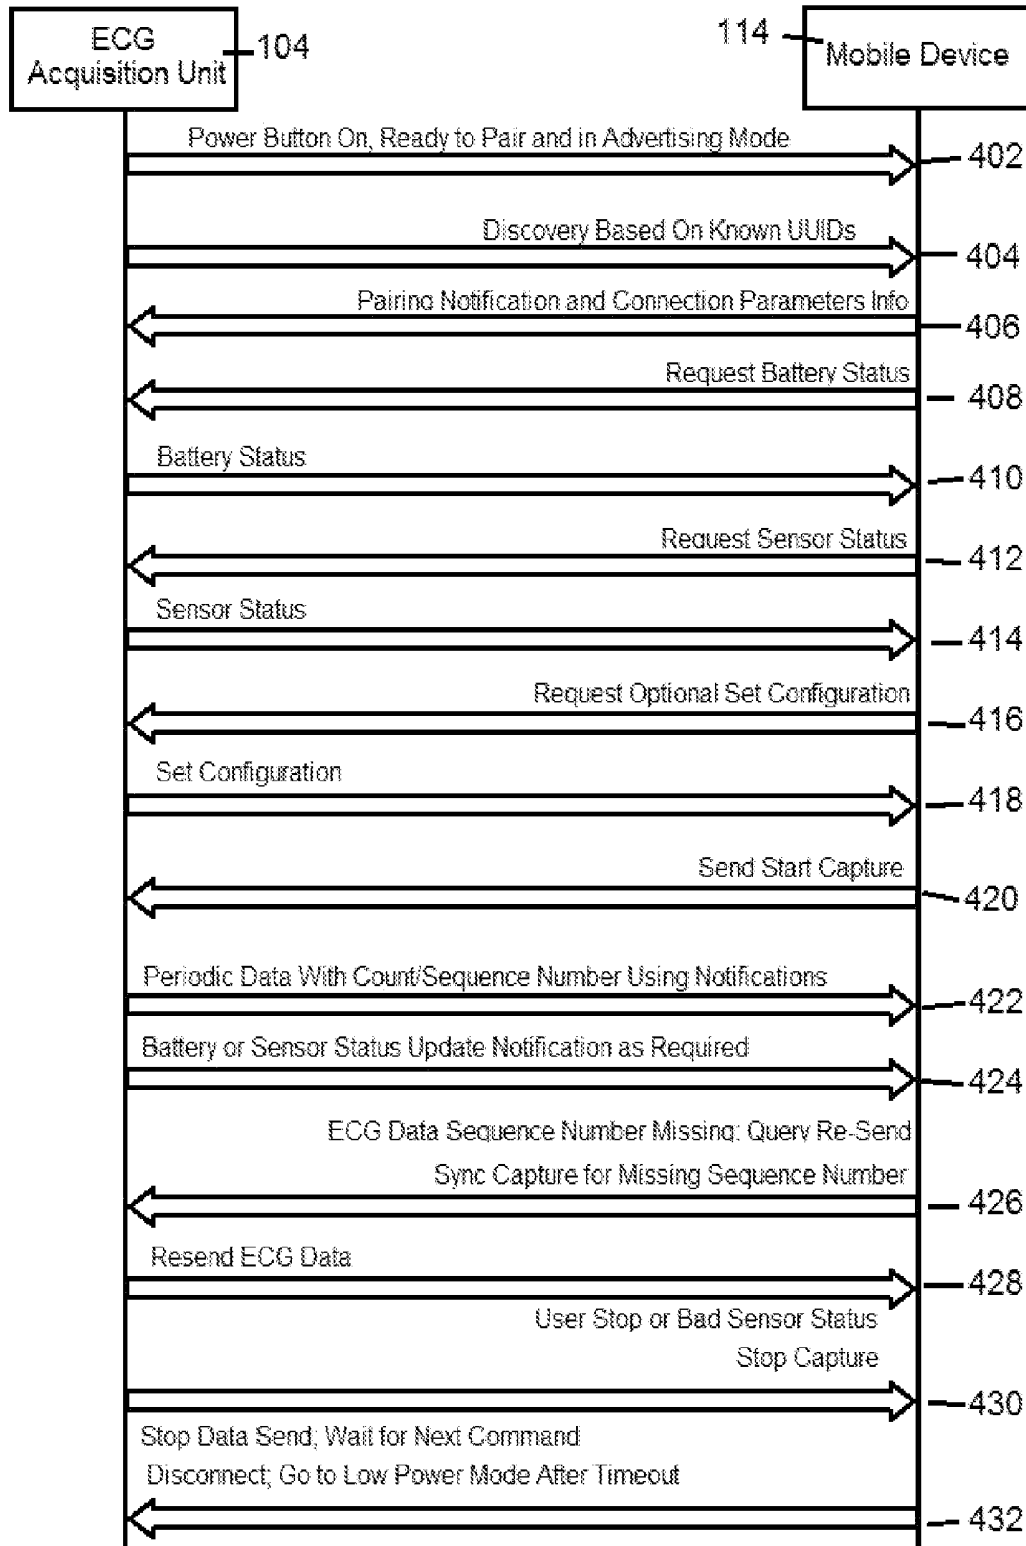 ECG
Acquisition Unit
104
114
Mobile Device
Power Button On, Ready to Pair and in Advertising Mode
402
Discovery Based On Known UUIDs
404
Pairing Notification and Connection Parameters Info
406
Request Battery Status
408
Battery Status
410
Request Sensor Status
412
Sensor Status
414
Request Optional Set Configuration
416
Set Configuration
418
Send Start Capture
420
Periodic Data With Count/Sequence Number Using Notifications
422
Battery or Sensor Status Update Notification as Required
424
ECG Data Sequence Number Missing; Query Re-Send
Sync Capture for Missing Sequence Number
426
Resend ECG Data
428
User Stop or Bad Sensor Status
Stop Capture
430
Stop Data Send; Wait for Next Command
Disconnect; Go to Low Power Mode After Timeout
432